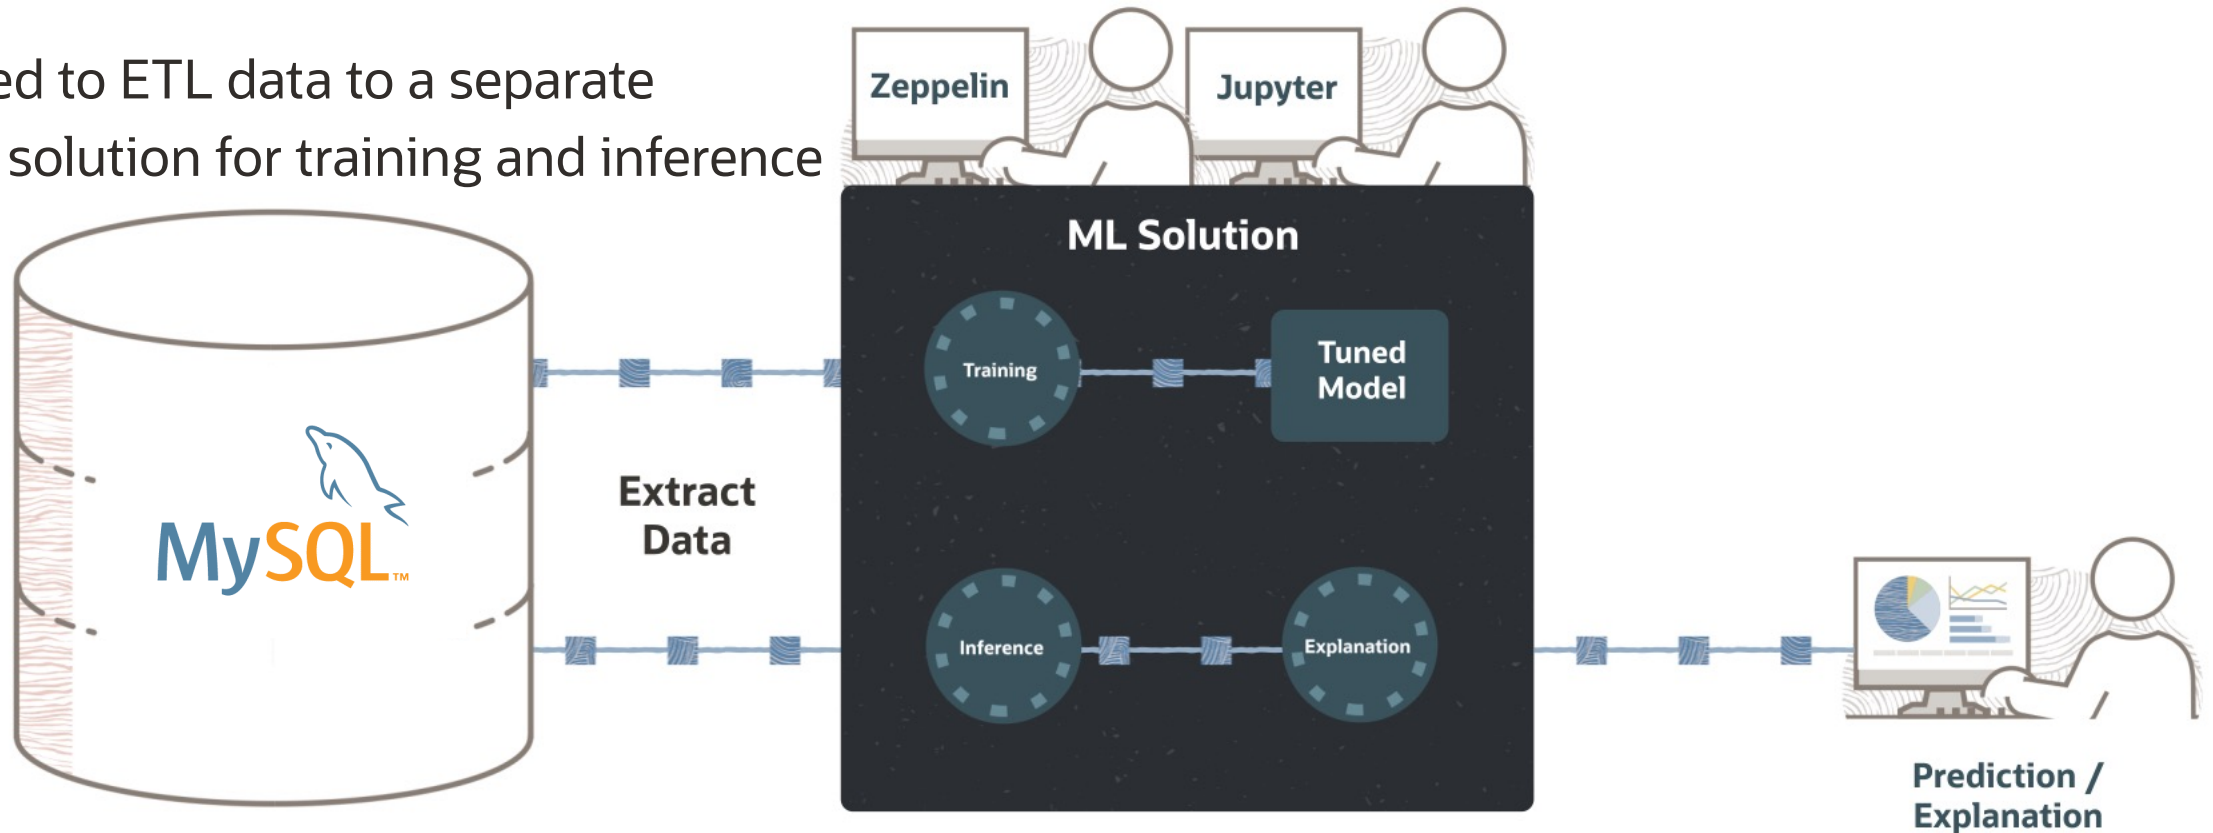 ed to ETL data to a separate
solution for training and inference
Zeppelin
Jupyter
ML Solution
Training
Tuned
Model
Extract
Data
MySQL™
Inference
Explanation
Prediction /
Explanation